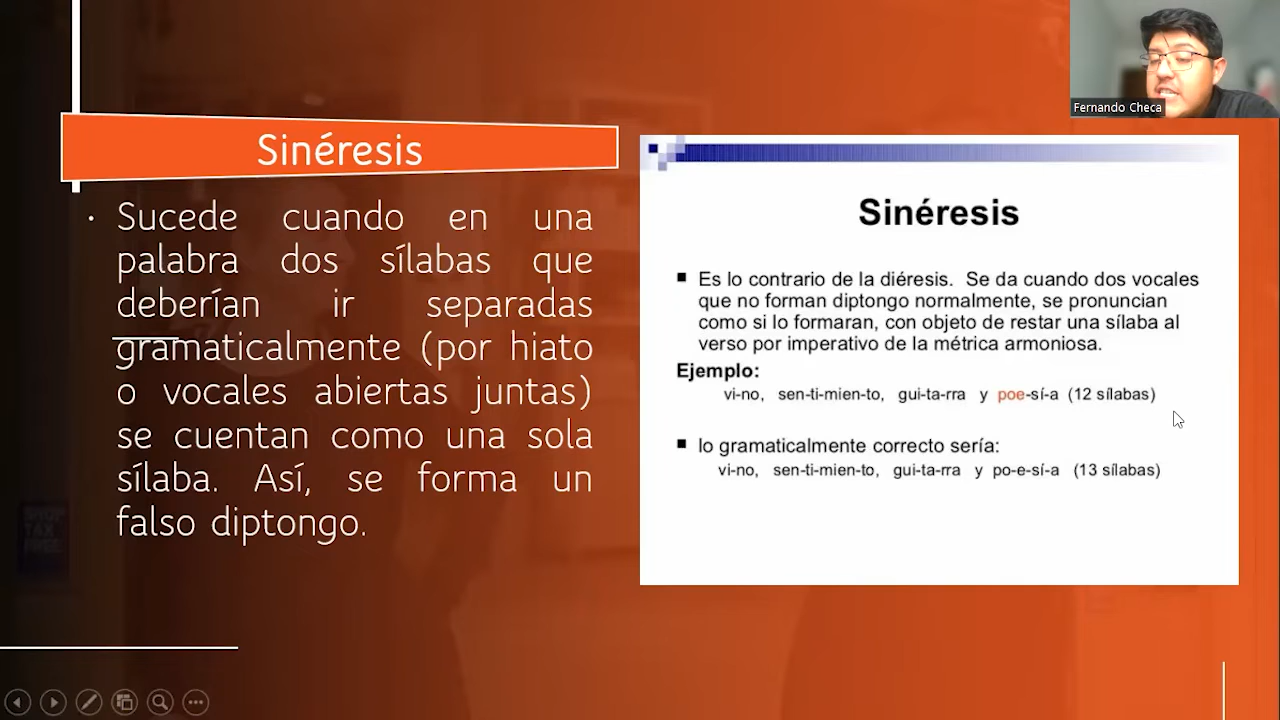 Fernando Checa
Sinéresis
• Sucede cuando en una
palabra dos sílabas que
deberían ir separadas
gramaticalmente (por hiato
o vocales abiertas juntas)
se cuentan como una sola
sílaba. Así, se forma un
falso diptongo.
Sinéresis
■ Es lo contrario de la diéresis. Se da cuando dos vocales
que no forman diptongo normalmente, se pronuncian
como si lo formaran, con objeto de restar una sílaba al
verso por imperativo de la métrica armoniosa.
Ejemplo:
vi-no, sen-ti-mien-to, gui-ta-rra y poe-sí-a (12 sílabas)
■ lo gramaticalmente correcto sería:
vi-no, sen-ti-mien-to, gui-ta-rra y po-e-sí-a (13 sílabas)
TAX
FREE